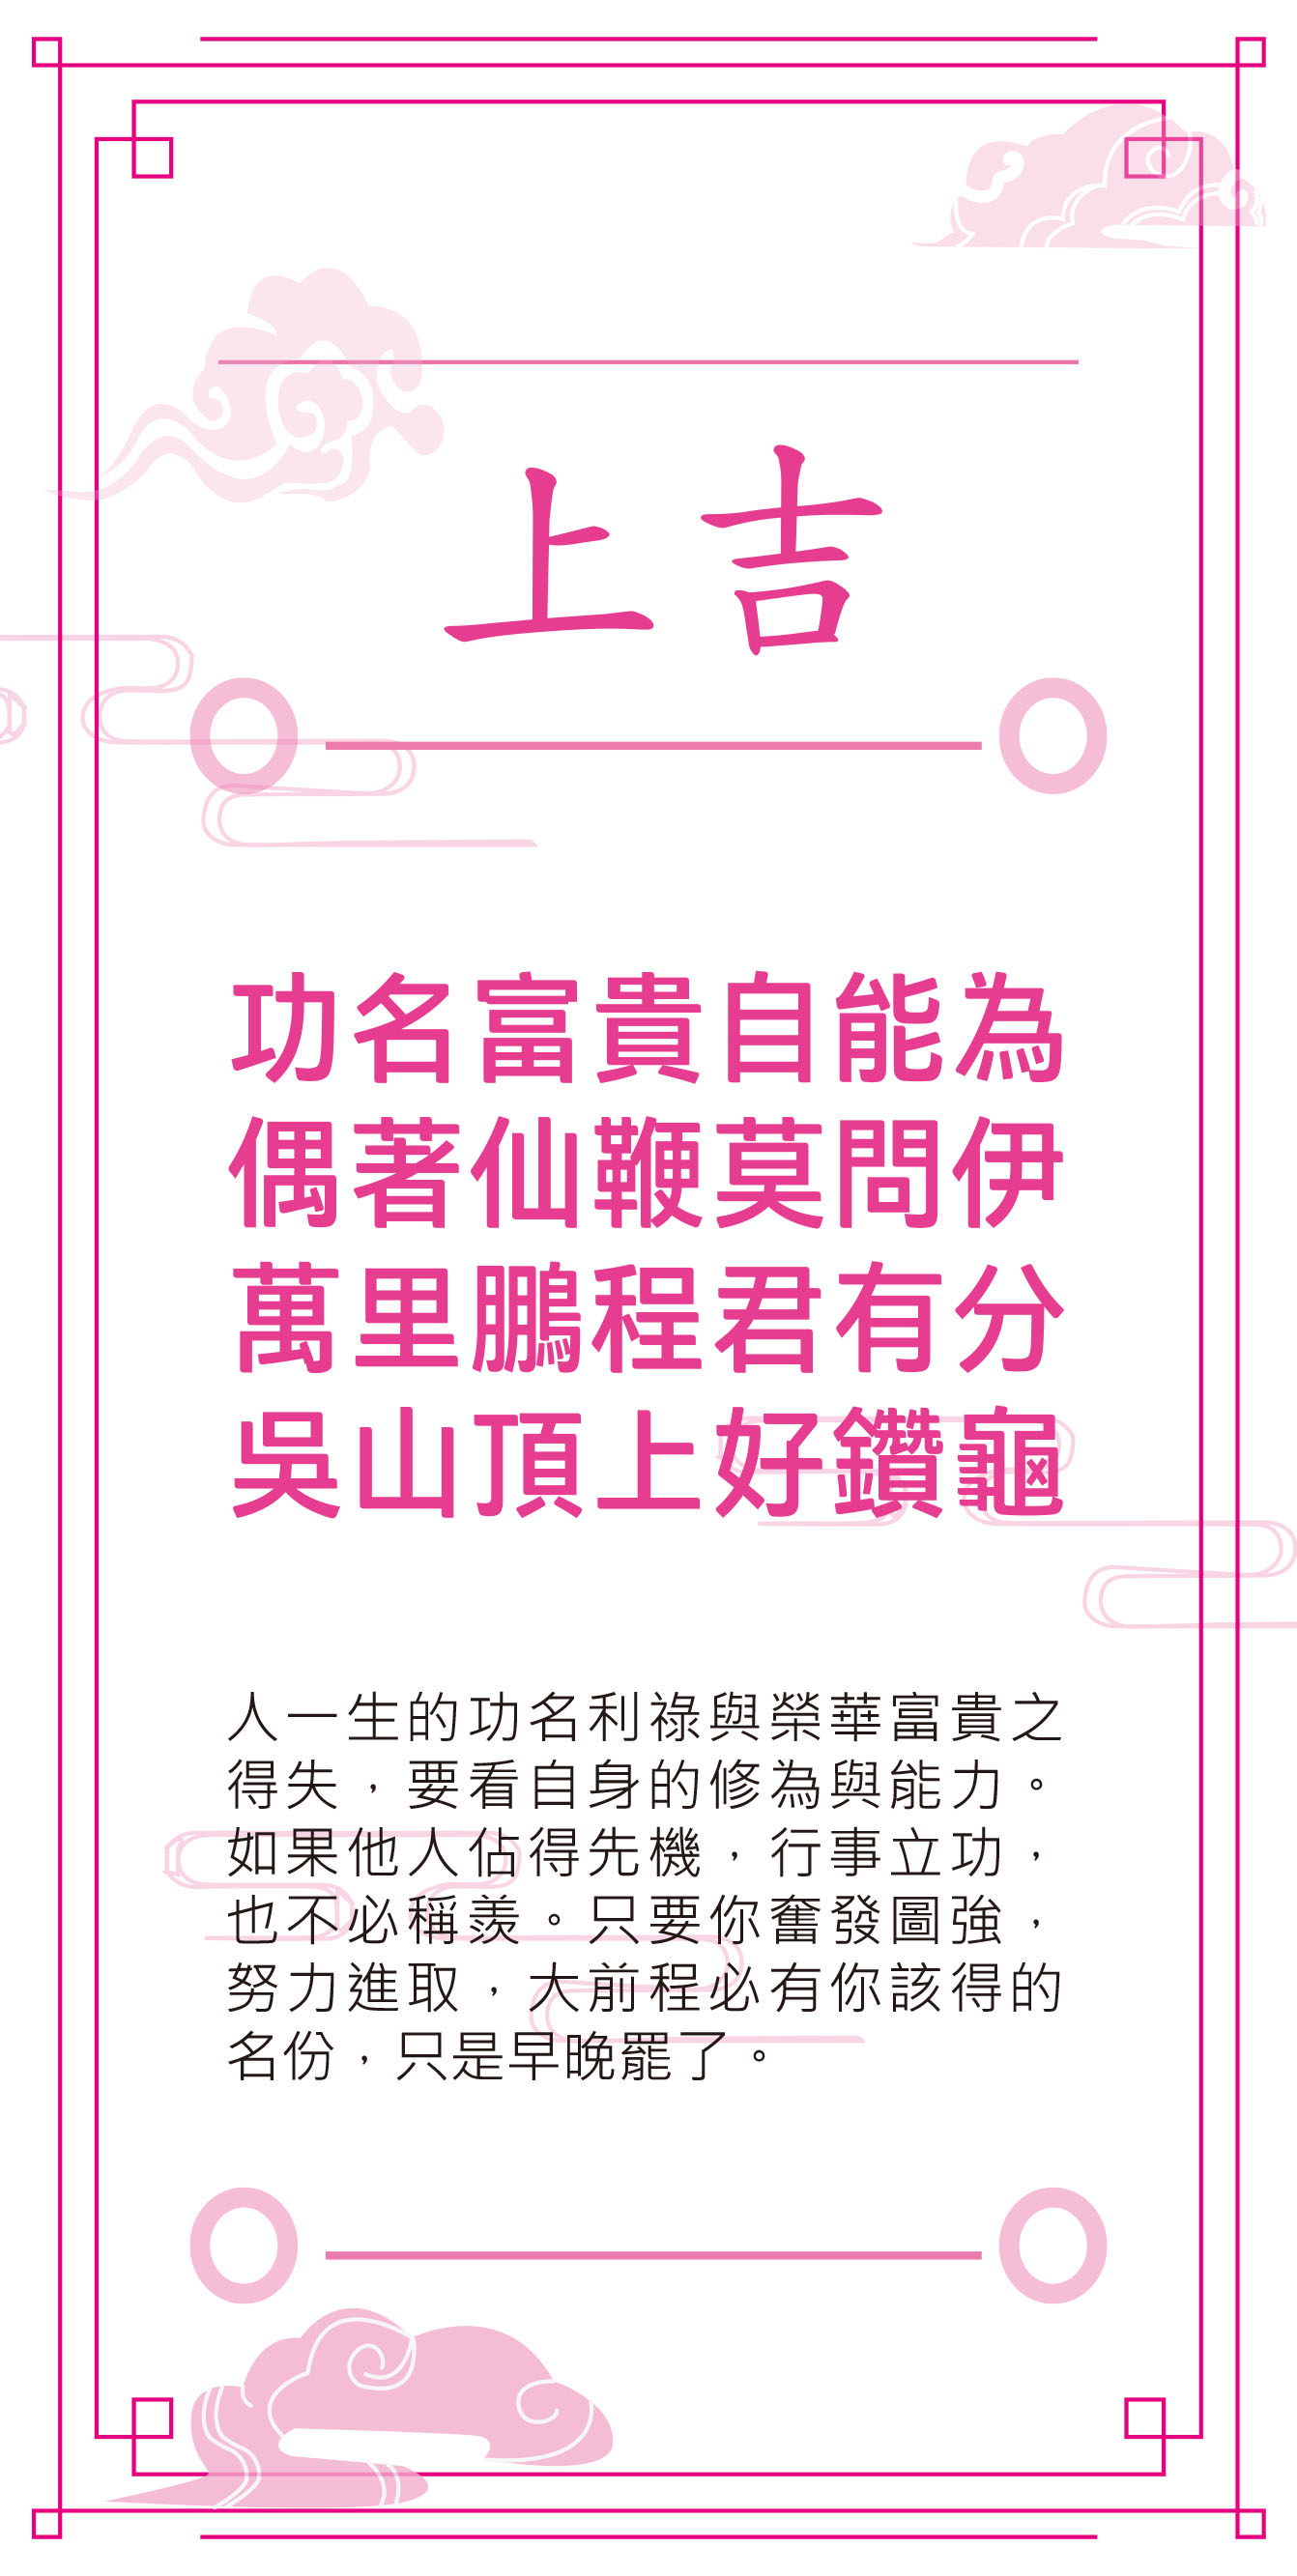 上吉
功名富貴自能為
偶著仙鞭莫問伊
萬里鵬程君有分
吳山頂上好鑽龜
人一生的功名利祿與榮華富貴之
得失，要看自身的修為與能力。
如果他人佔得先機，行事立功，
也不必稱羨。只要你奮發圖強，
努力進取，大前程必有你該得的
名份，只是早晚罷了。